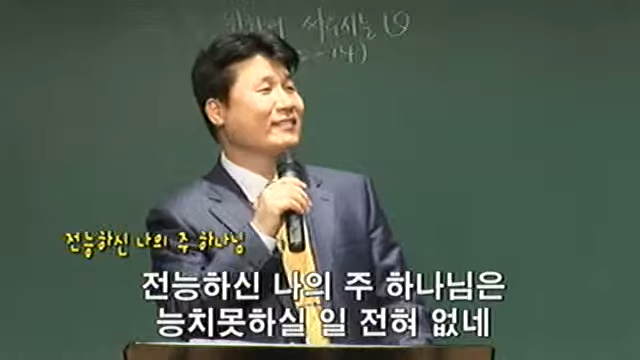 전능하신 나의 주 하나님
전능하신 나의 주 하나님은
능치못하실 일 전혀 없네